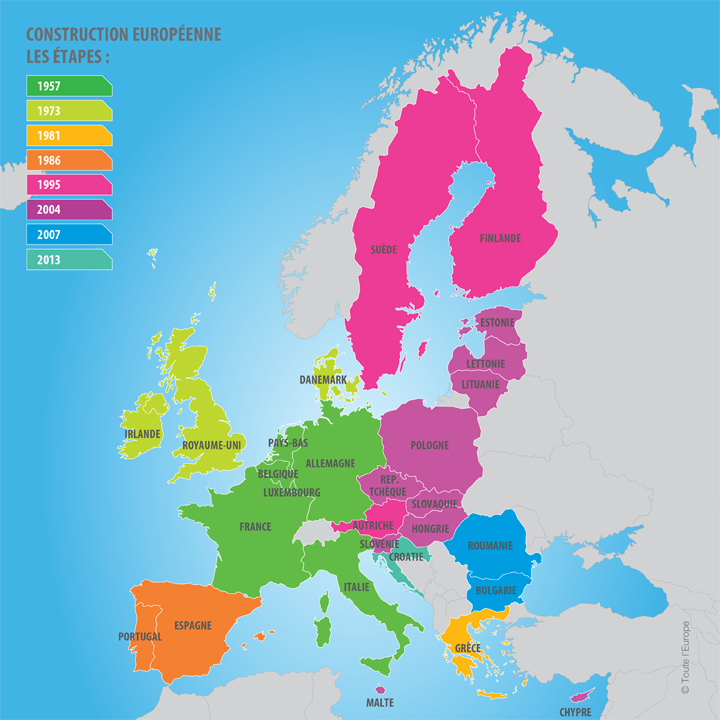 CONSTRUCTION EUROPÉENNE
LES ÉTAPES :
1957
1973
1981
1986
1995
2004
2007
2013
SUÈDE
FINLANDE
ESTONIE
LETTONIE
LITUANIE
DANEMARK
IRLANDE
ROYAUME-UNI
PAYS-BAS
POLOGNE
ALLEMAGNE
BELGIQUE
RÉP.
TCHÈQUE
LUXEMBOURG
SLOVAQUIE
FRANCE
AUTRICHE
HONGRIE
SLOVÉNIE
ROUMANIE
CROATIE
ITALIE
BULGARIE
ESPAGNE
PORTUGAL
GRÈCE
MALTE
CHYPRE
© Toute l'Europe